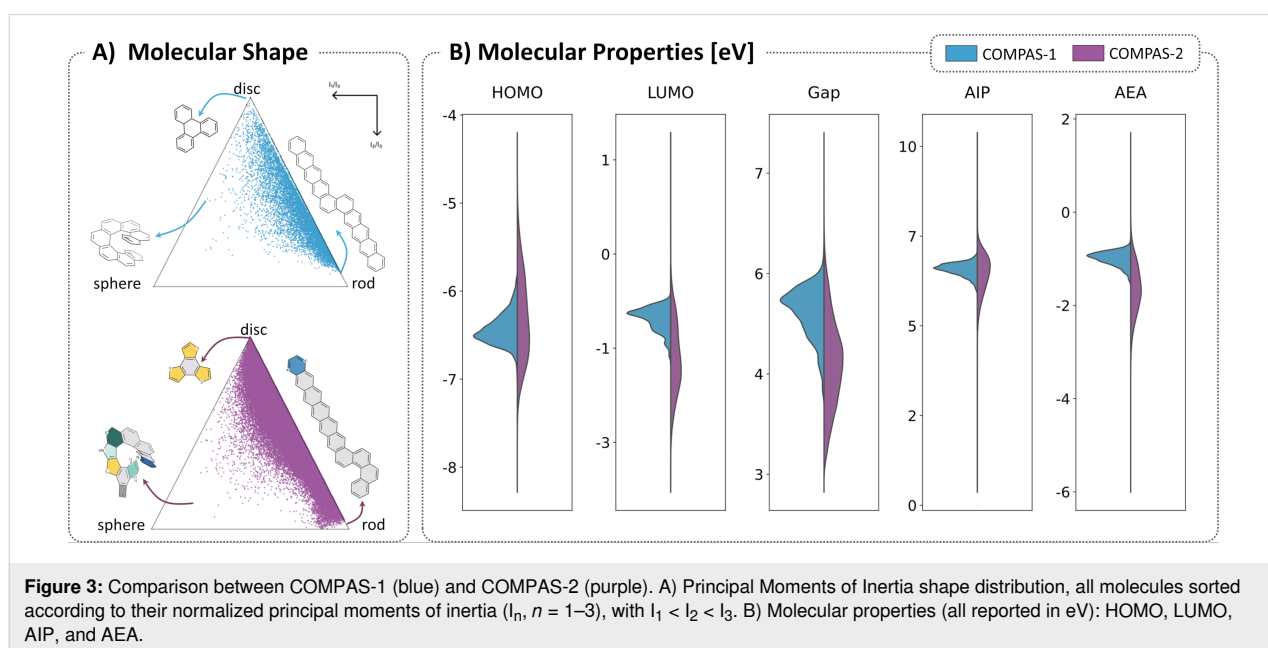 A) Molecular Shape
disc
I₁/I₃
I₂/I₃
sphere
rod
disc
sphere
rod
B) Molecular Properties [eV]
COMPAS-1
COMPAS-2
HOMO
LUMO
Gap
AIP
AEA
-4
-5
-6
-7
-8
1
0
-1
-3
7
6
4
3
10
7
5
2
0
2
0
-2
-4
-6
Figure 3: Comparison between COMPAS-1 (blue) and COMPAS-2 (purple). A) Principal Moments of Inertia shape distribution, all molecules sorted
according to their normalized principal moments of inertia (Iₙ, n = 1–3), with I₁ < I₂ < I₃. B) Molecular properties (all reported in eV): HOMO, LUMO,
AIP, and AEA.